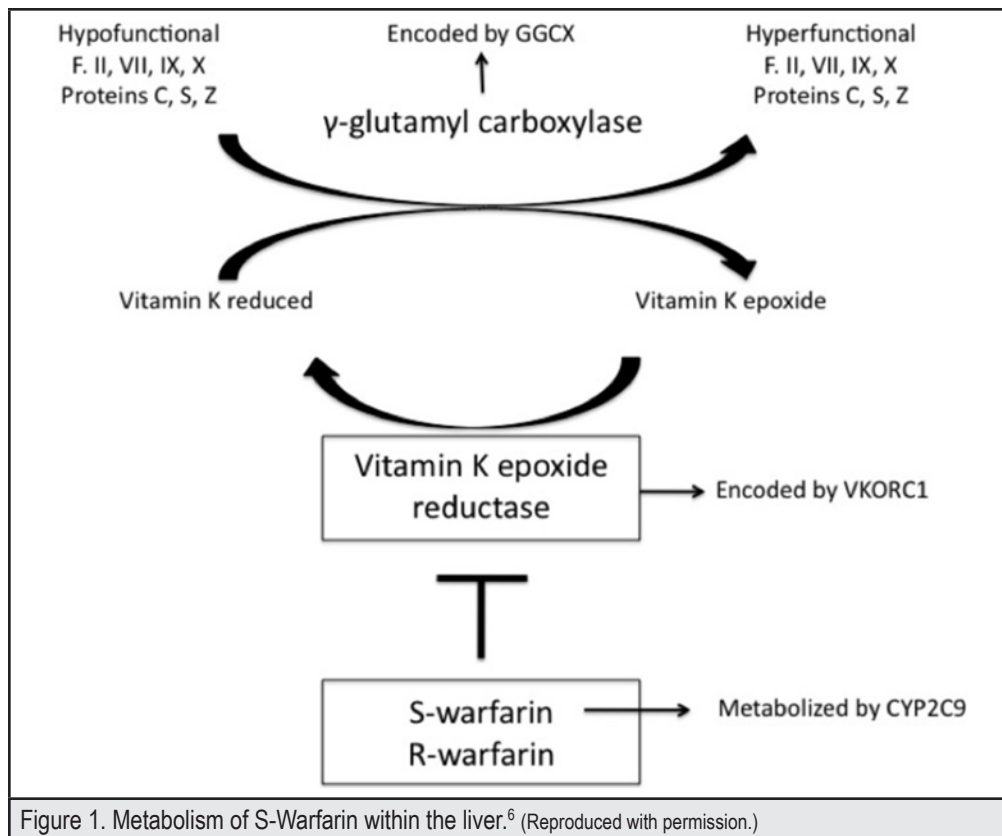 Hypofunctional
F. II, VII, IX, X
Proteins C, S, Z
Encoded by GGCX
γ-glutamyl carboxylase
Hyperfunctional
F. II, VII, IX, X
Proteins C, S, Z
Vitamin K reduced
Vitamin K epoxide
Vitamin K epoxide
reductase
Encoded by VKORC1
S-warfarin
R-warfarin
Metabolized by CYP2C9
Figure 1. Metabolism of S-Warfarin within the liver.⁶ (Reproduced with permission.)